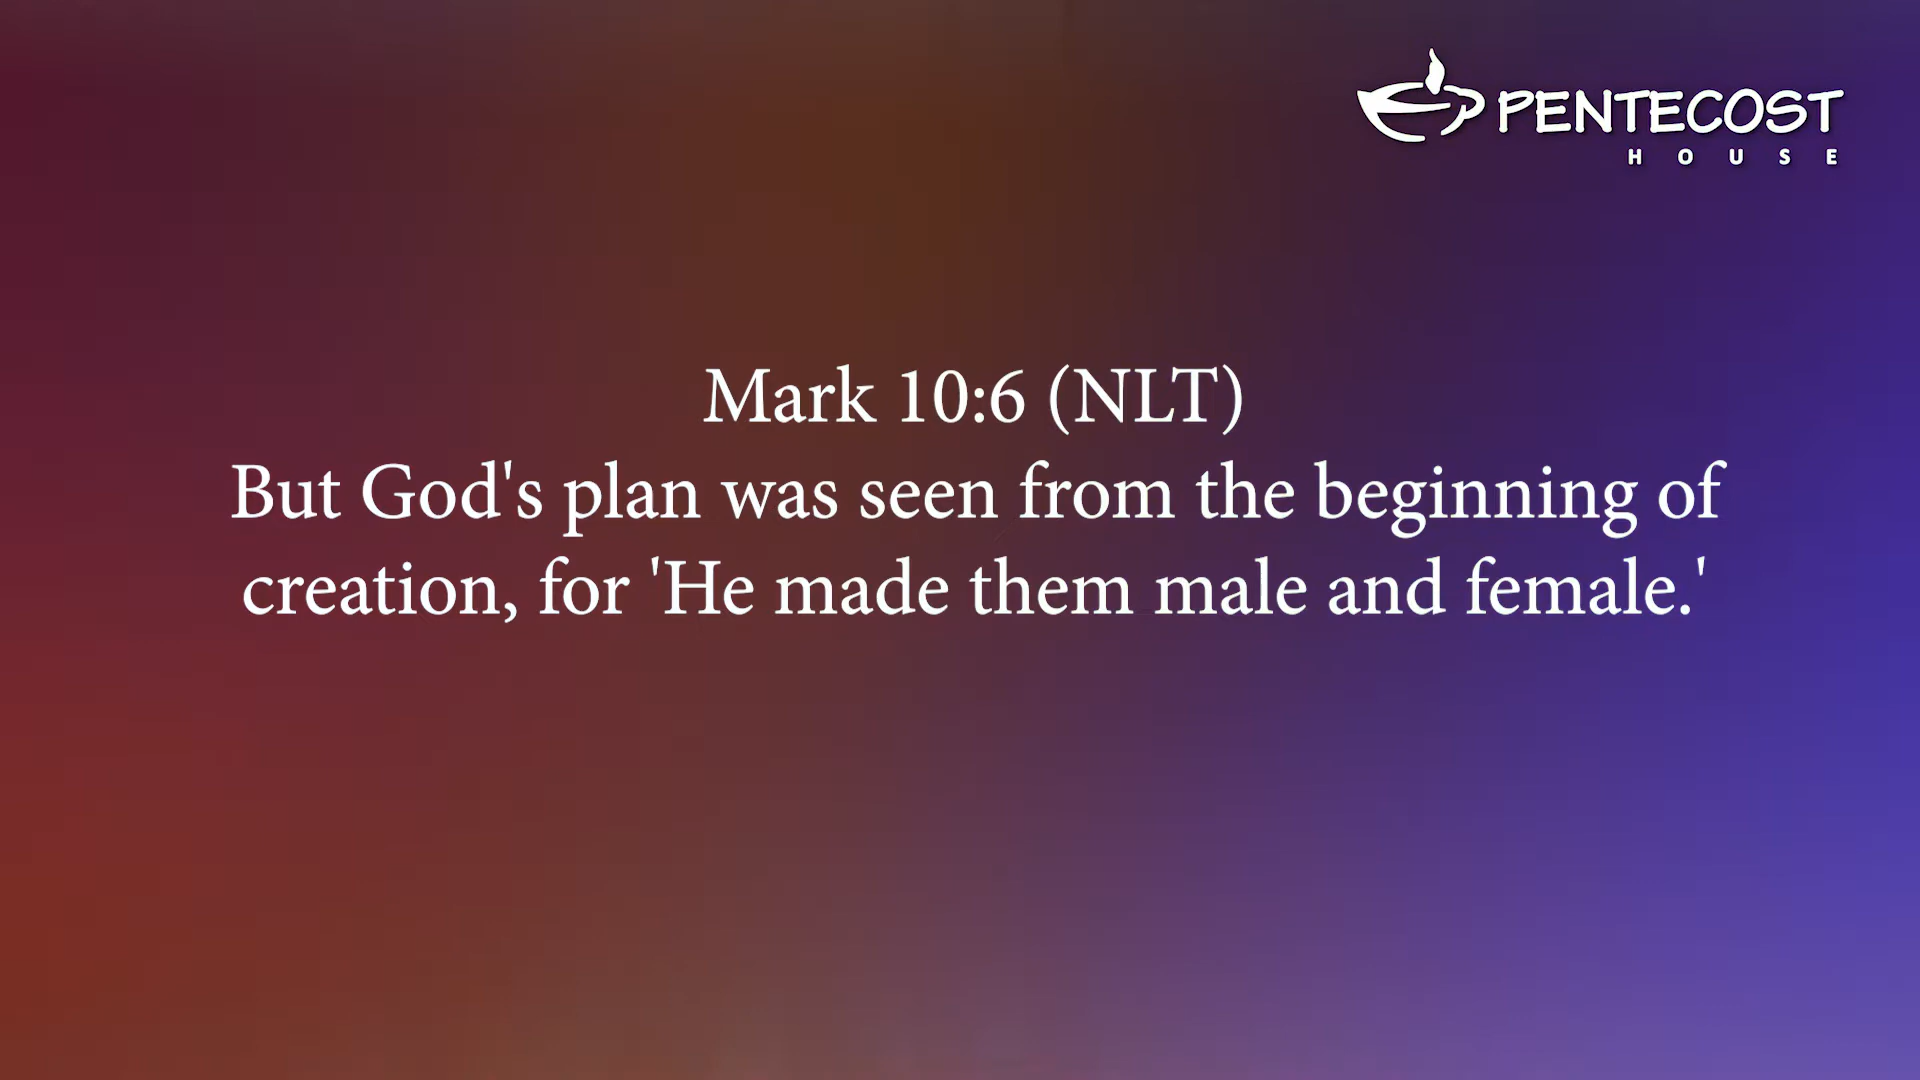 PENTECOST
HOUSE
Mark 10:6 (NLT)
But God's plan was seen from the beginning of
creation, for 'He made them male and female.'